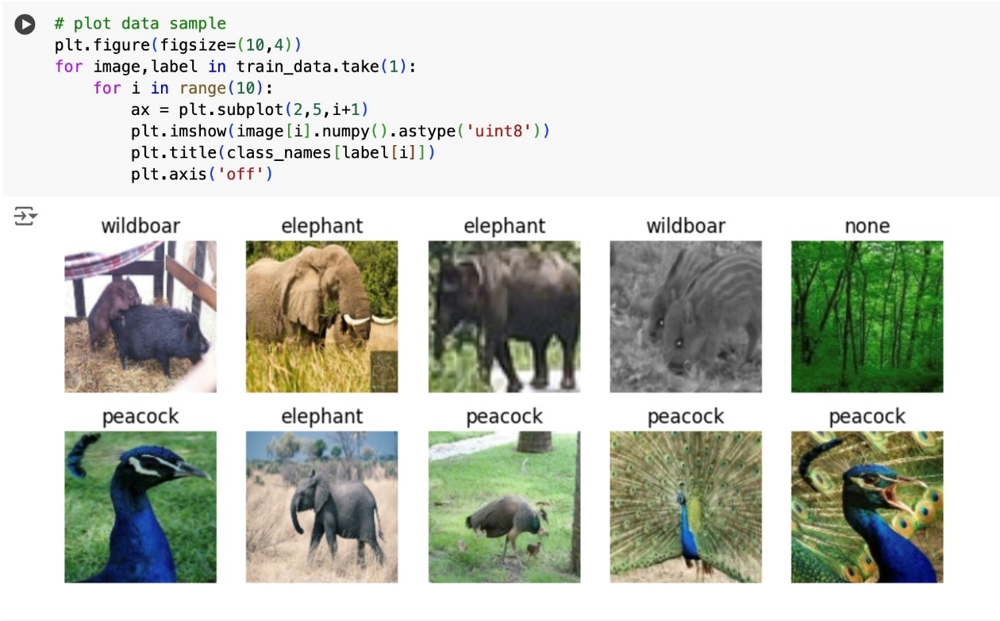 # plot data sample
plt.figure(figsize=(10,4))
for image,label in train_data.take(1):
    for i in range(10):
        ax = plt.subplot(2,5,i+1)
        plt.imshow(image[i].numpy().astype('uint8'))
        plt.title(class_names[label[i]])
        plt.axis('off')
wildboar elephant elephant wildboar none
peacock elephant peacock peacock peacock